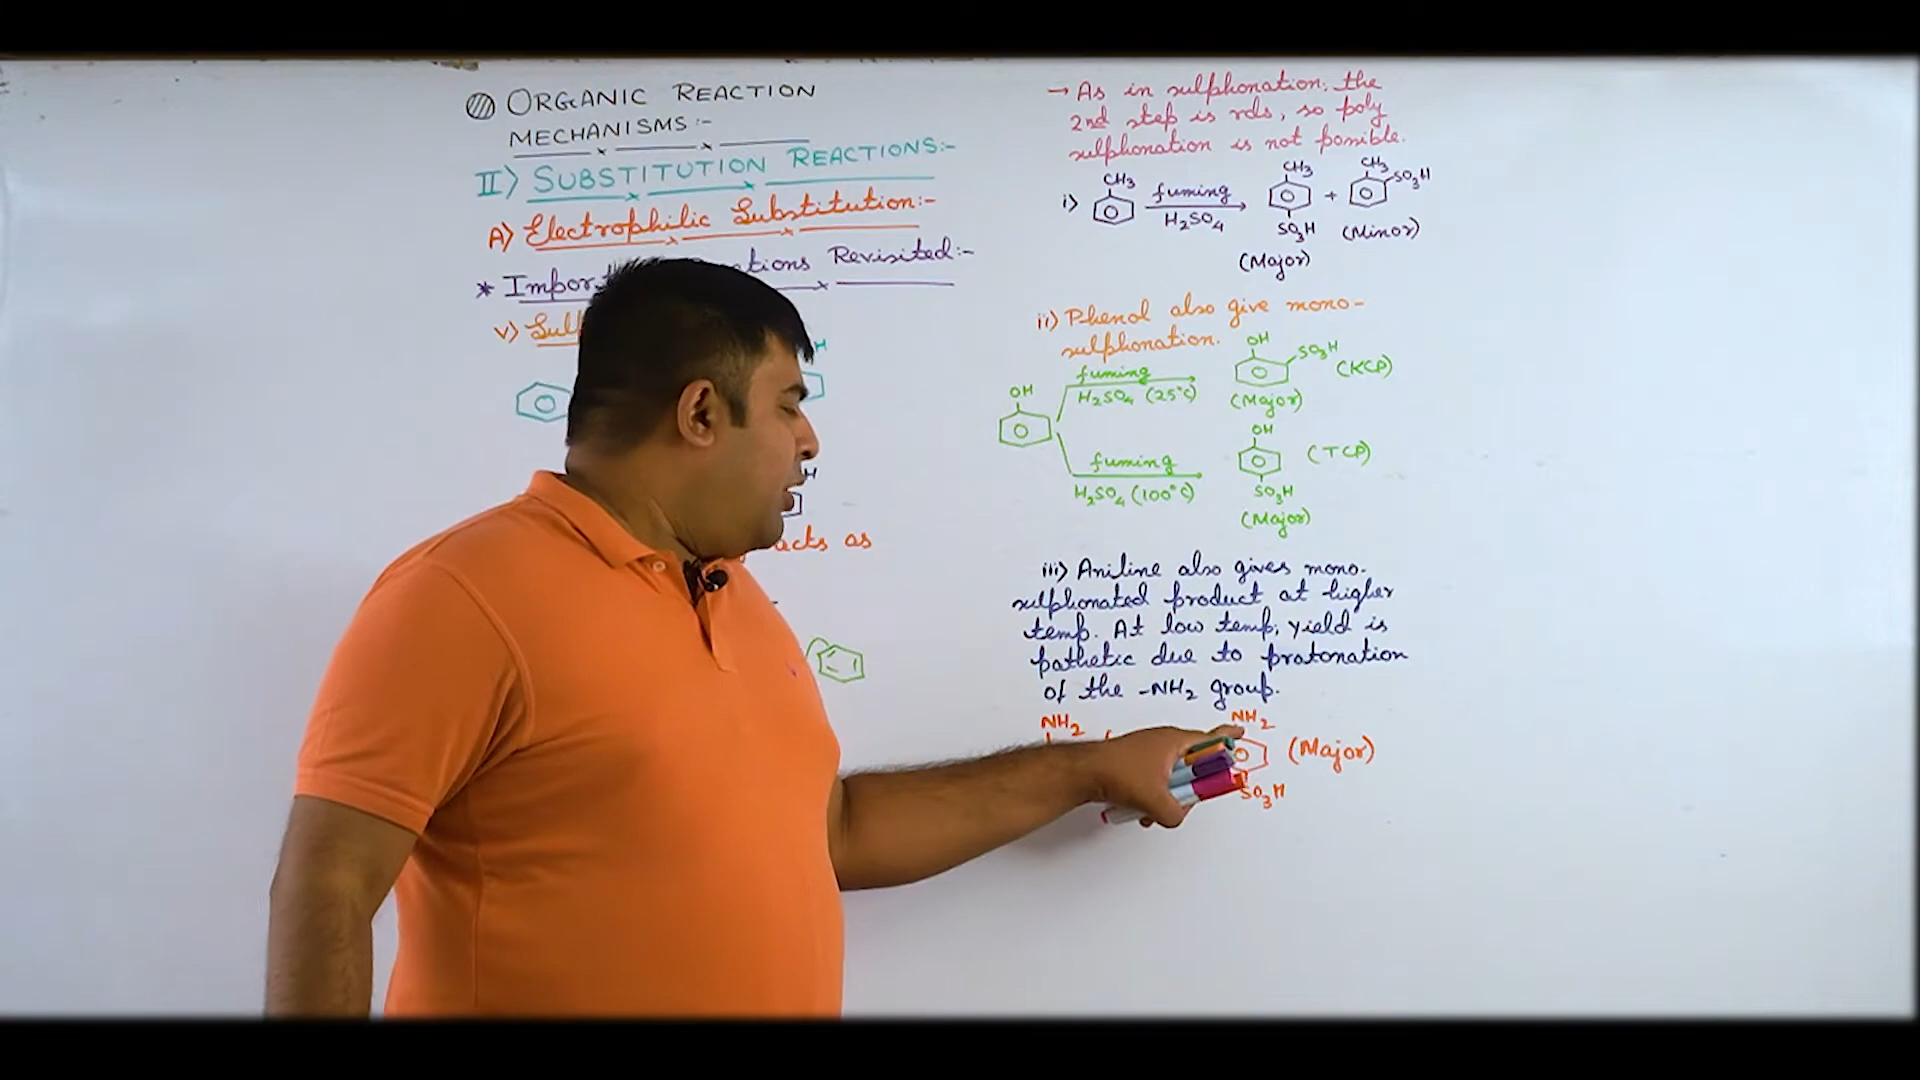 ORGANIC REACTION
MECHANISMS:-
II) SUBSTITUTION REACTIONS:-
A) Electrophilic Substitution:-
* Revisited:-
v)
acts as
→ As in sulphonation, the
2nd step is rds, so poly
sulphonation is not possible.
i) CH3 fuming H2SO4 CH3 SO3H + CH3 SO3H
(Major) (Minor)
ii) Phenol also give mono-
sulphonation.
OH
fuming
H2SO4 (25°C)
OH SO3H (KCP)
(Major)
fuming
H2SO4 (100°C)
OH (TCP)
SO3H
(Major)
iii) Aniline also gives mono-
sulphonated product at higher
temp. At low temp, yield is
pathetic due to protonation
of the -NH2 group.
NH2 NH2 (Major)
SO3H